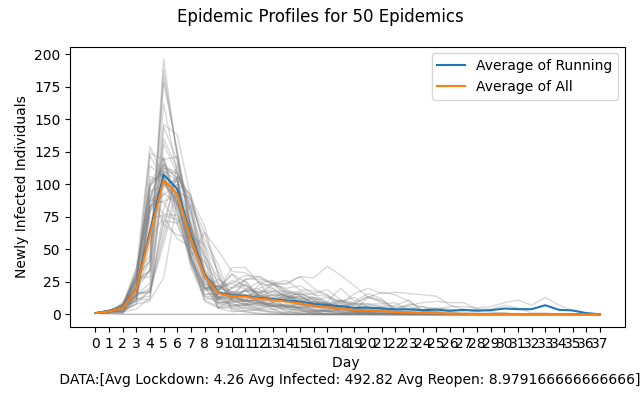 Epidemic Profiles for 50 Epidemics
Newly Infected Individuals
200
175
150
125
100
75
50
25
0
Average of Running
Average of All
0 1 2 3 4 5 6 7 8 9 10 11 12 13 14 15 16 17 18 19 20 21 22 23 24 25 26 27 28 29 30 31 32 33 34 35 36 37
Day
DATA:[Avg Lockdown: 4.26 Avg Infected: 492.82 Avg Reopen: 8.979166666666666]